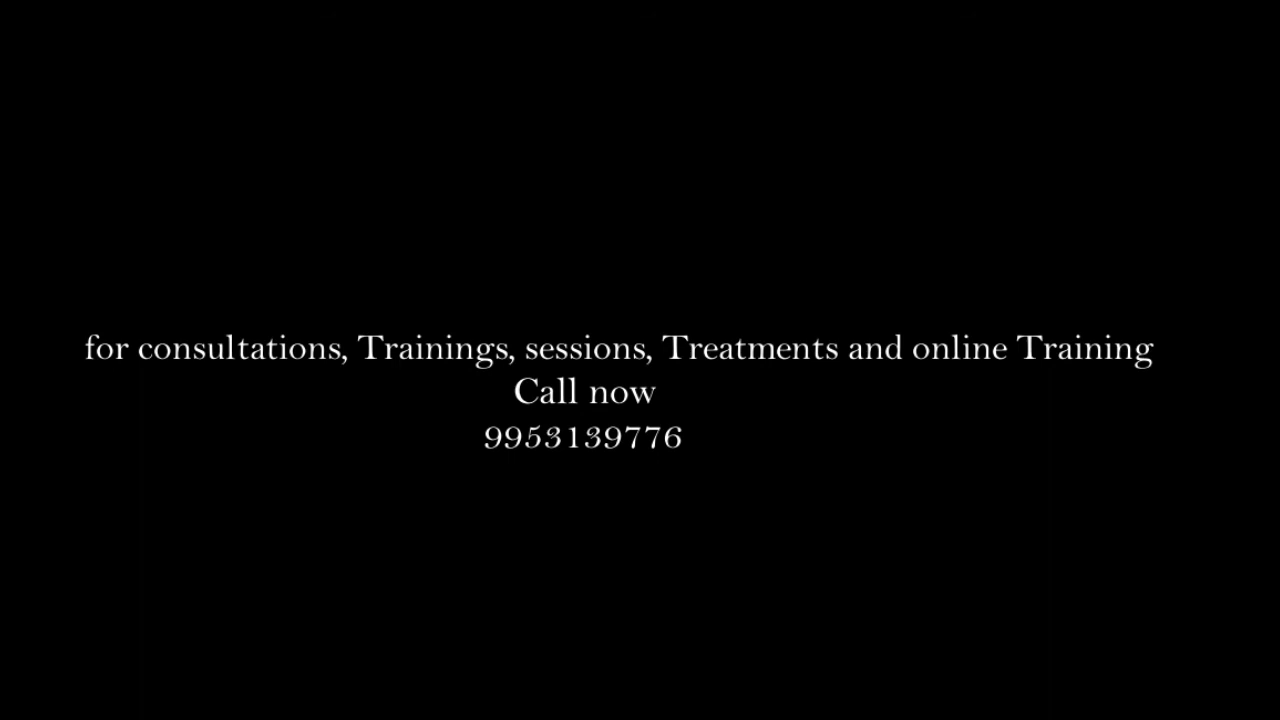 for consultations, Trainings, sessions, Treatments and online Training
Call now
9953139776